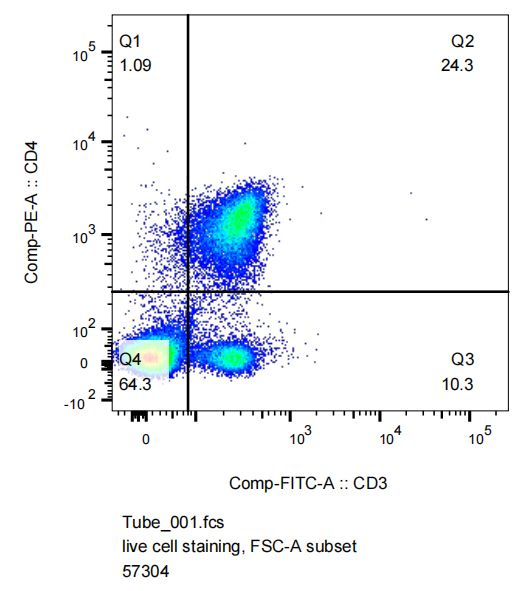 Q1
1.09
Q2
24.3
Q4
64.3
Q3
10.3
10^5
10^4
10^3
10^2
0
-10^2
Comp-PE-A :: CD4
0
10^3
10^4
10^5
Comp-FITC-A :: CD3
Tube_001.fcs
live cell staining, FSC-A subset
57304